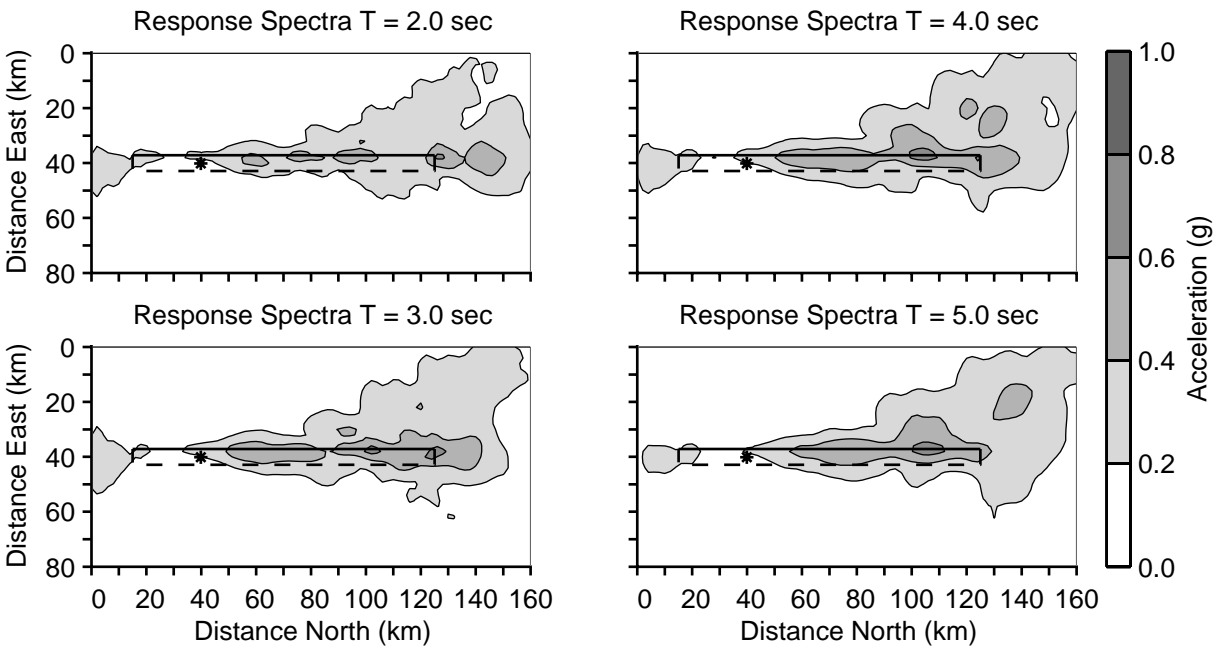 Response Spectra T = 2.0 sec
Response Spectra T = 4.0 sec
0
20
40
60
80
Distance East (km)
1.0
0.8
0.6
0.4
0.2
0.0
Acceleration (g)
Response Spectra T = 3.0 sec
Response Spectra T = 5.0 sec
0
20
40
60
80
Distance East (km)
0 20 40 60 80 100 120 140 160
0 20 40 60 80 100 120 140 160
Distance North (km)
Distance North (km)